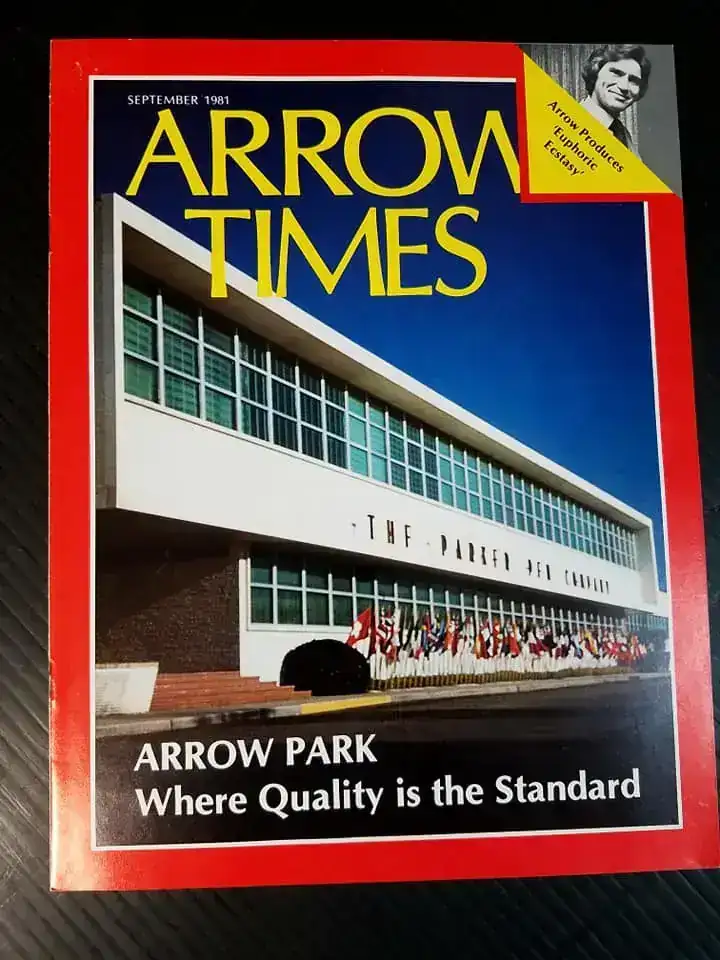 SEPTEMBER 1981
ARROW
TIMES
Arrow Produces
'Euphoric
Ecstasy'
THE PARKER PEN COMPANY
ARROW PARK
Where Quality is the Standard